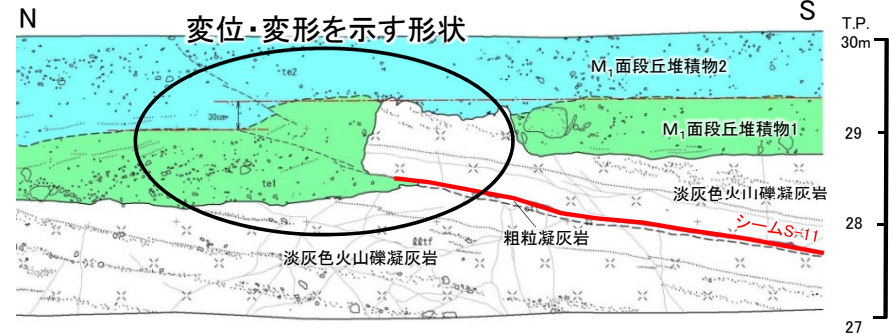 N
S
変位・変形を示す形状
T.P.
30m
te2
M1面段丘堆積物2
30cm
M1面段丘堆積物1
29
te1
淡灰色火山礫凝灰岩
シームS-11
28
粗粒凝灰岩
ℓℓtf
淡灰色火山礫凝灰岩
27